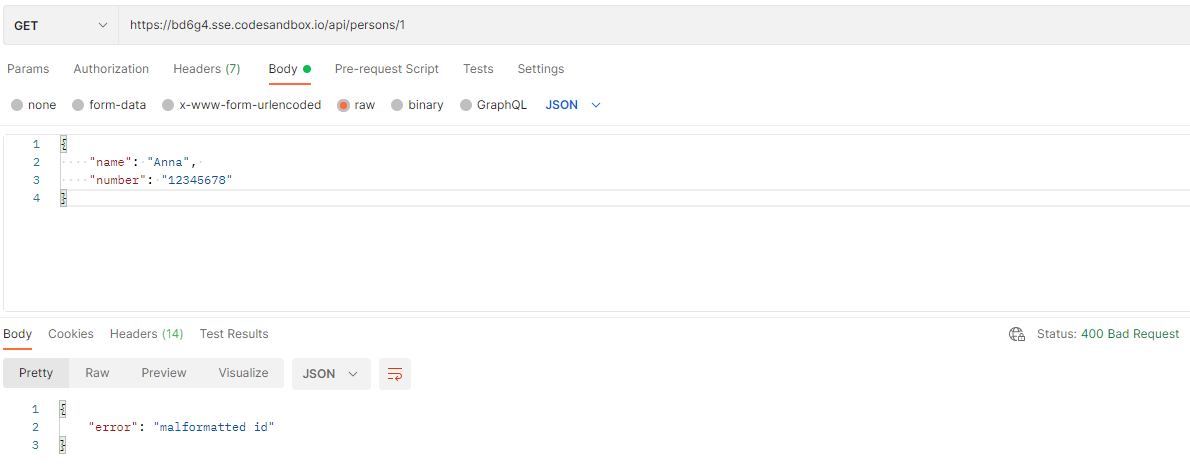 GET https://bd6g4.sse.codesandbox.io/api/persons/1
Params Authorization Headers (7) Body Pre-request Script Tests Settings
none form-data x-www-form-urlencoded raw binary GraphQL JSON
1 {
2 "name": "Anna",
3 "number": "12345678"
4 }
Body Cookies Headers (14) Test Results Status: 400 Bad Request
Pretty Raw Preview Visualize JSON
1 {
2 "error": "malformatted id"
3 }